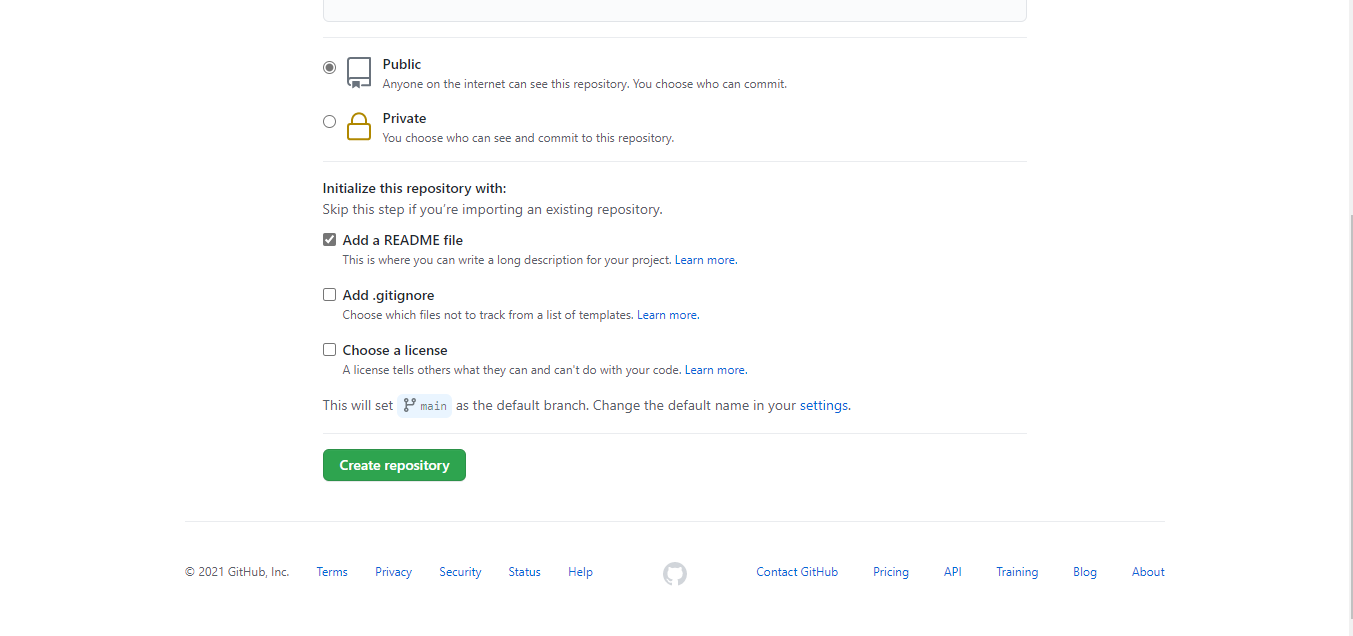 Public
Anyone on the internet can see this repository. You choose who can commit.
Private
You choose who can see and commit to this repository.
Initialize this repository with:
Skip this step if you're importing an existing repository.
Add a README file
This is where you can write a long description for your project. Learn more.
Add .gitignore
Choose which files not to track from a list of templates. Learn more.
Choose a license
A license tells others what they can and can't do with your code. Learn more.
This will set main as the default branch. Change the default name in your settings.
Create repository
© 2021 GitHub, Inc. Terms Privacy Security Status Help Contact GitHub Pricing API Training Blog About